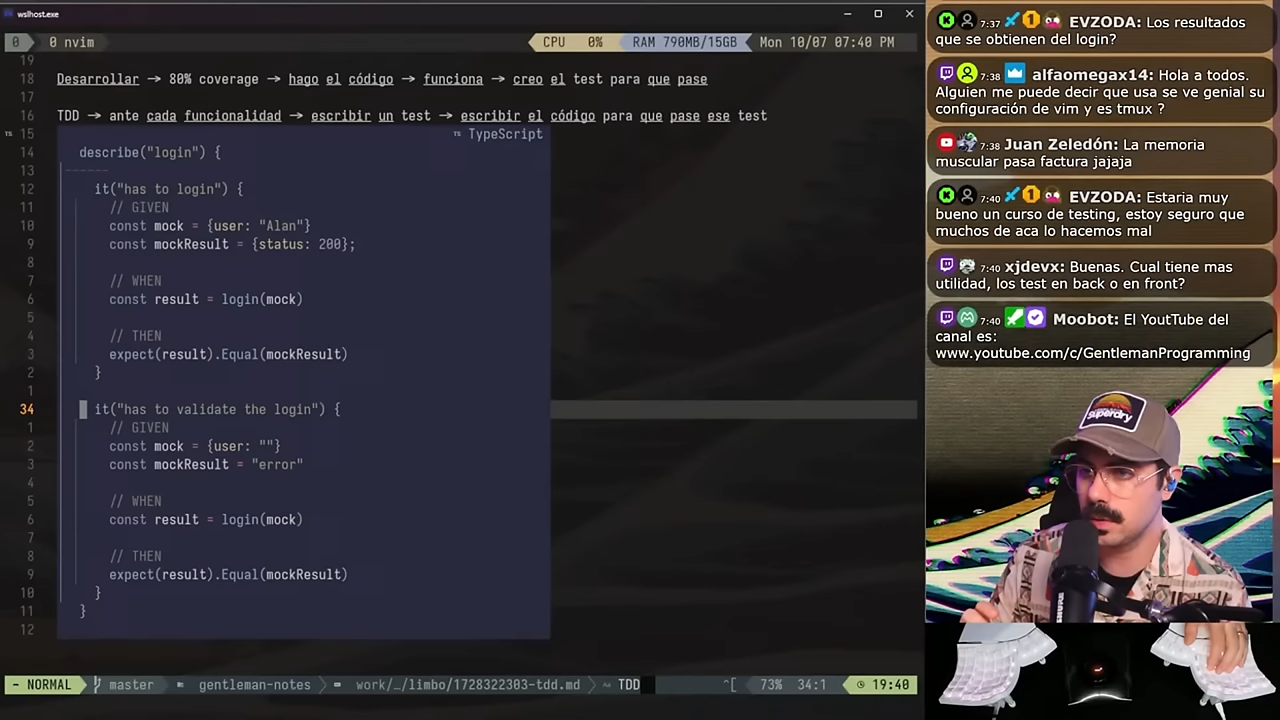 wslhost.exe
0 0 nvim CPU 0% RAM 790MB/15GB Mon 10/07 07:40 PM
19
18 Desarrollar → 80% coverage → hago el código → funciona → creo el test para que pase
17
16 TDD → ante cada funcionalidad → escribir un test → escribir el código para que pase ese test
TS 15 TS TypeScript
14 describe("login") {
13
12 it("has to login") {
11 // GIVEN
10 const mock = {user: "Alan"}
9 const mockResult = {status: 200};
8
7 // WHEN
6 const result = login(mock)
5
4 // THEN
3 expect(result).Equal(mockResult)
2 }
1
34 it("has to validate the login") {
1 // GIVEN
2 const mock = {user: ""}
3 const mockResult = "error"
4
5 // WHEN
6 const result = login(mock)
7
8 // THEN
9 expect(result).Equal(mockResult)
10 }
11 }
12
- NORMAL master gentleman-notes work/…/limbo/1728322303-tdd.md TDD ^[ 73% 34:1 19:40
7:37 1 EVZODA: Los resultados
que se obtienen del login?
7:38 alfaomegax14: Hola a todos.
Alguien me puede decir que usa se ve genial su
configuración de vim y es tmux ?
7:38 Juan Zeledón: La memoria
muscular pasa factura jajaja
7:40 1 EVZODA: Estaria muy
bueno un curso de testing, estoy seguro que
muchos de aca lo hacemos mal
7:40 xjdevx: Buenas. Cual tiene mas
utilidad, los test en back o en front?
7:40 Moobot: El YouTube del
canal es:
www.youtube.com/c/GentlemanProgramming
Superdry